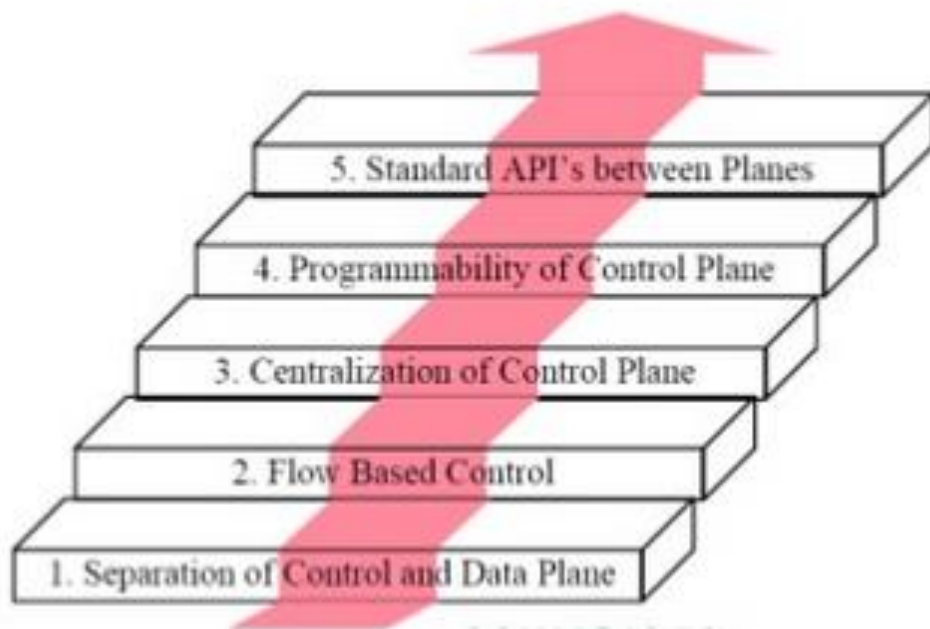 5. Standard API's between Planes
4. Programmability of Control Plane
3. Centralization of Control Plane
2. Flow Based Control
1. Separation of Control and Data Plane